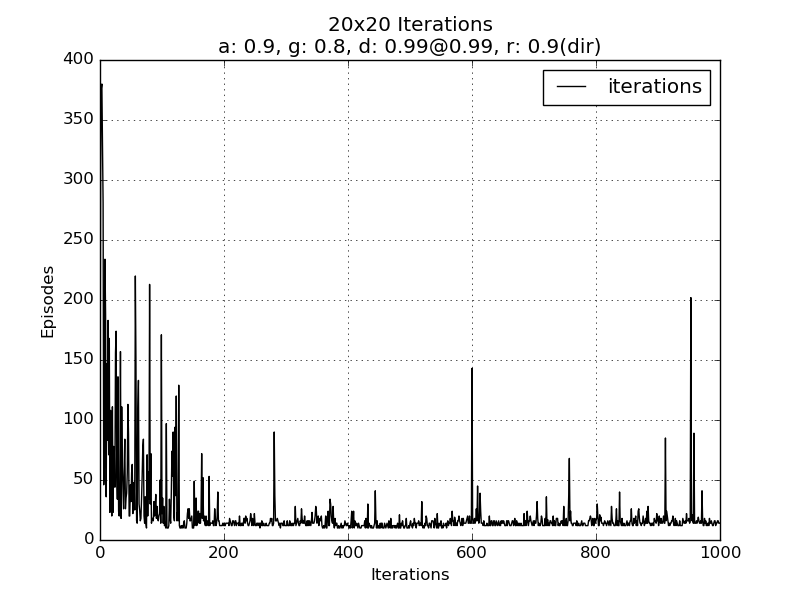 20x20 Iterations
a: 0.9, g: 0.8, d: 0.99@0.99, r: 0.9(dir)
400
iterations
350
300
250
Episodes
200
150
100
50
0
0 200 400 600 800 1000
Iterations